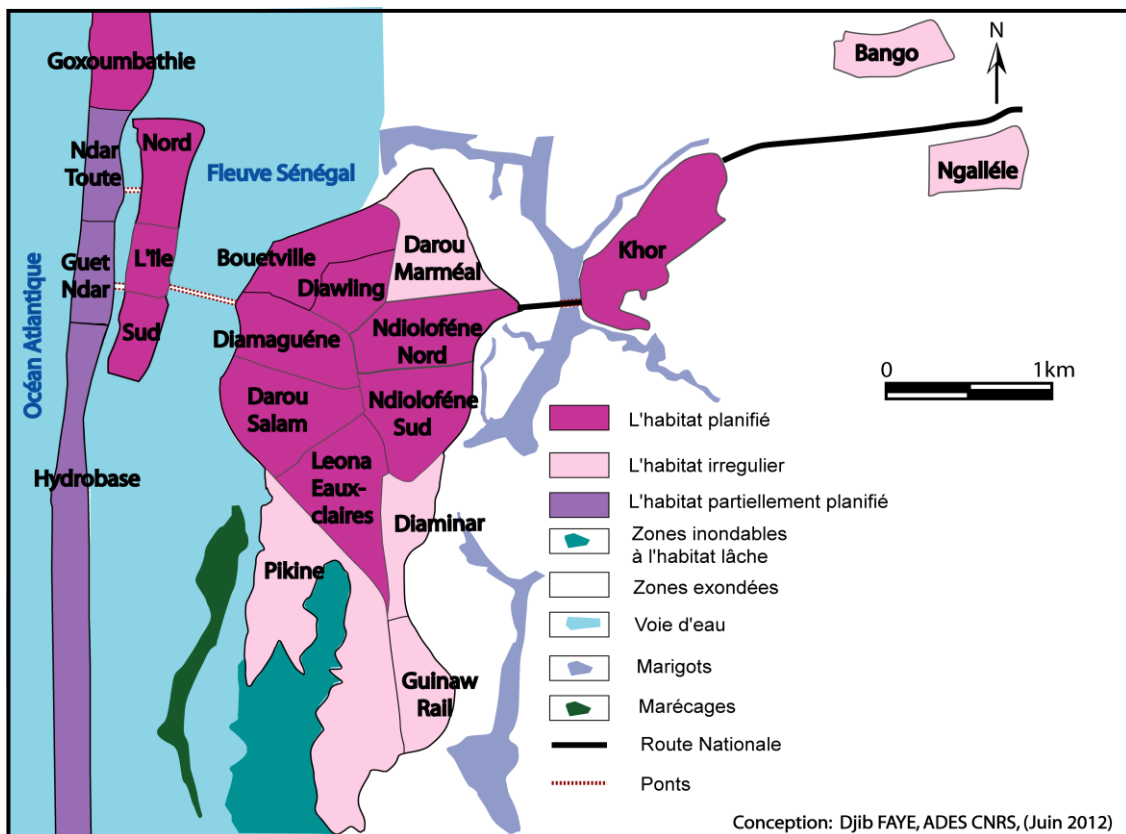 Goxoumbathie
Ndar
Toute
Nord
Fleuve Sénégal
Bango
N
Ngalléle
Océan Atlantique
Guet
Ndar
L'île
Sud
Bouetville
Diawling
Darou
Marméal
Khor
Diamaguéne
Ndioloféne
Nord
Darou
Salam
Ndioloféne
Sud
Hydrobase
Leona
Eaux-
claires
Diaminar
Pikine
Guinaw
Rail
0 1km
L'habitat planifié
L'habitat irregulier
L'habitat partiellement planifié
Zones inondables
à l'habitat lâche
Zones exondées
Voie d'eau
Marigots
Marécages
Route Nationale
Ponts
Conception: Djib FAYE, ADES CNRS, (Juin 2012)